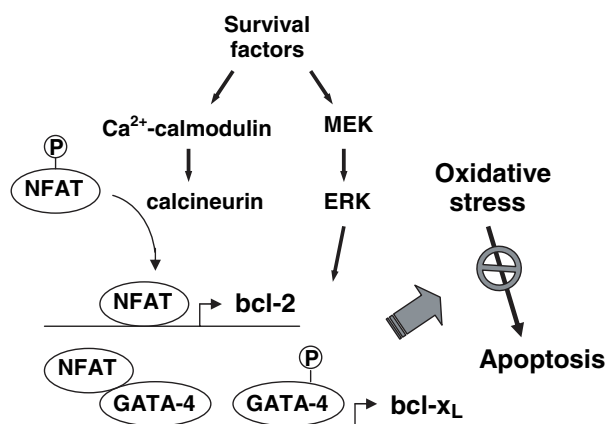 Survival
factors
Ca²⁺-calmodulin
MEK
P
NFAT
calcineurin
ERK
Oxidative
stress
NFAT
bcl-2
Apoptosis
NFAT
GATA-4
P
GATA-4
bcl-xL